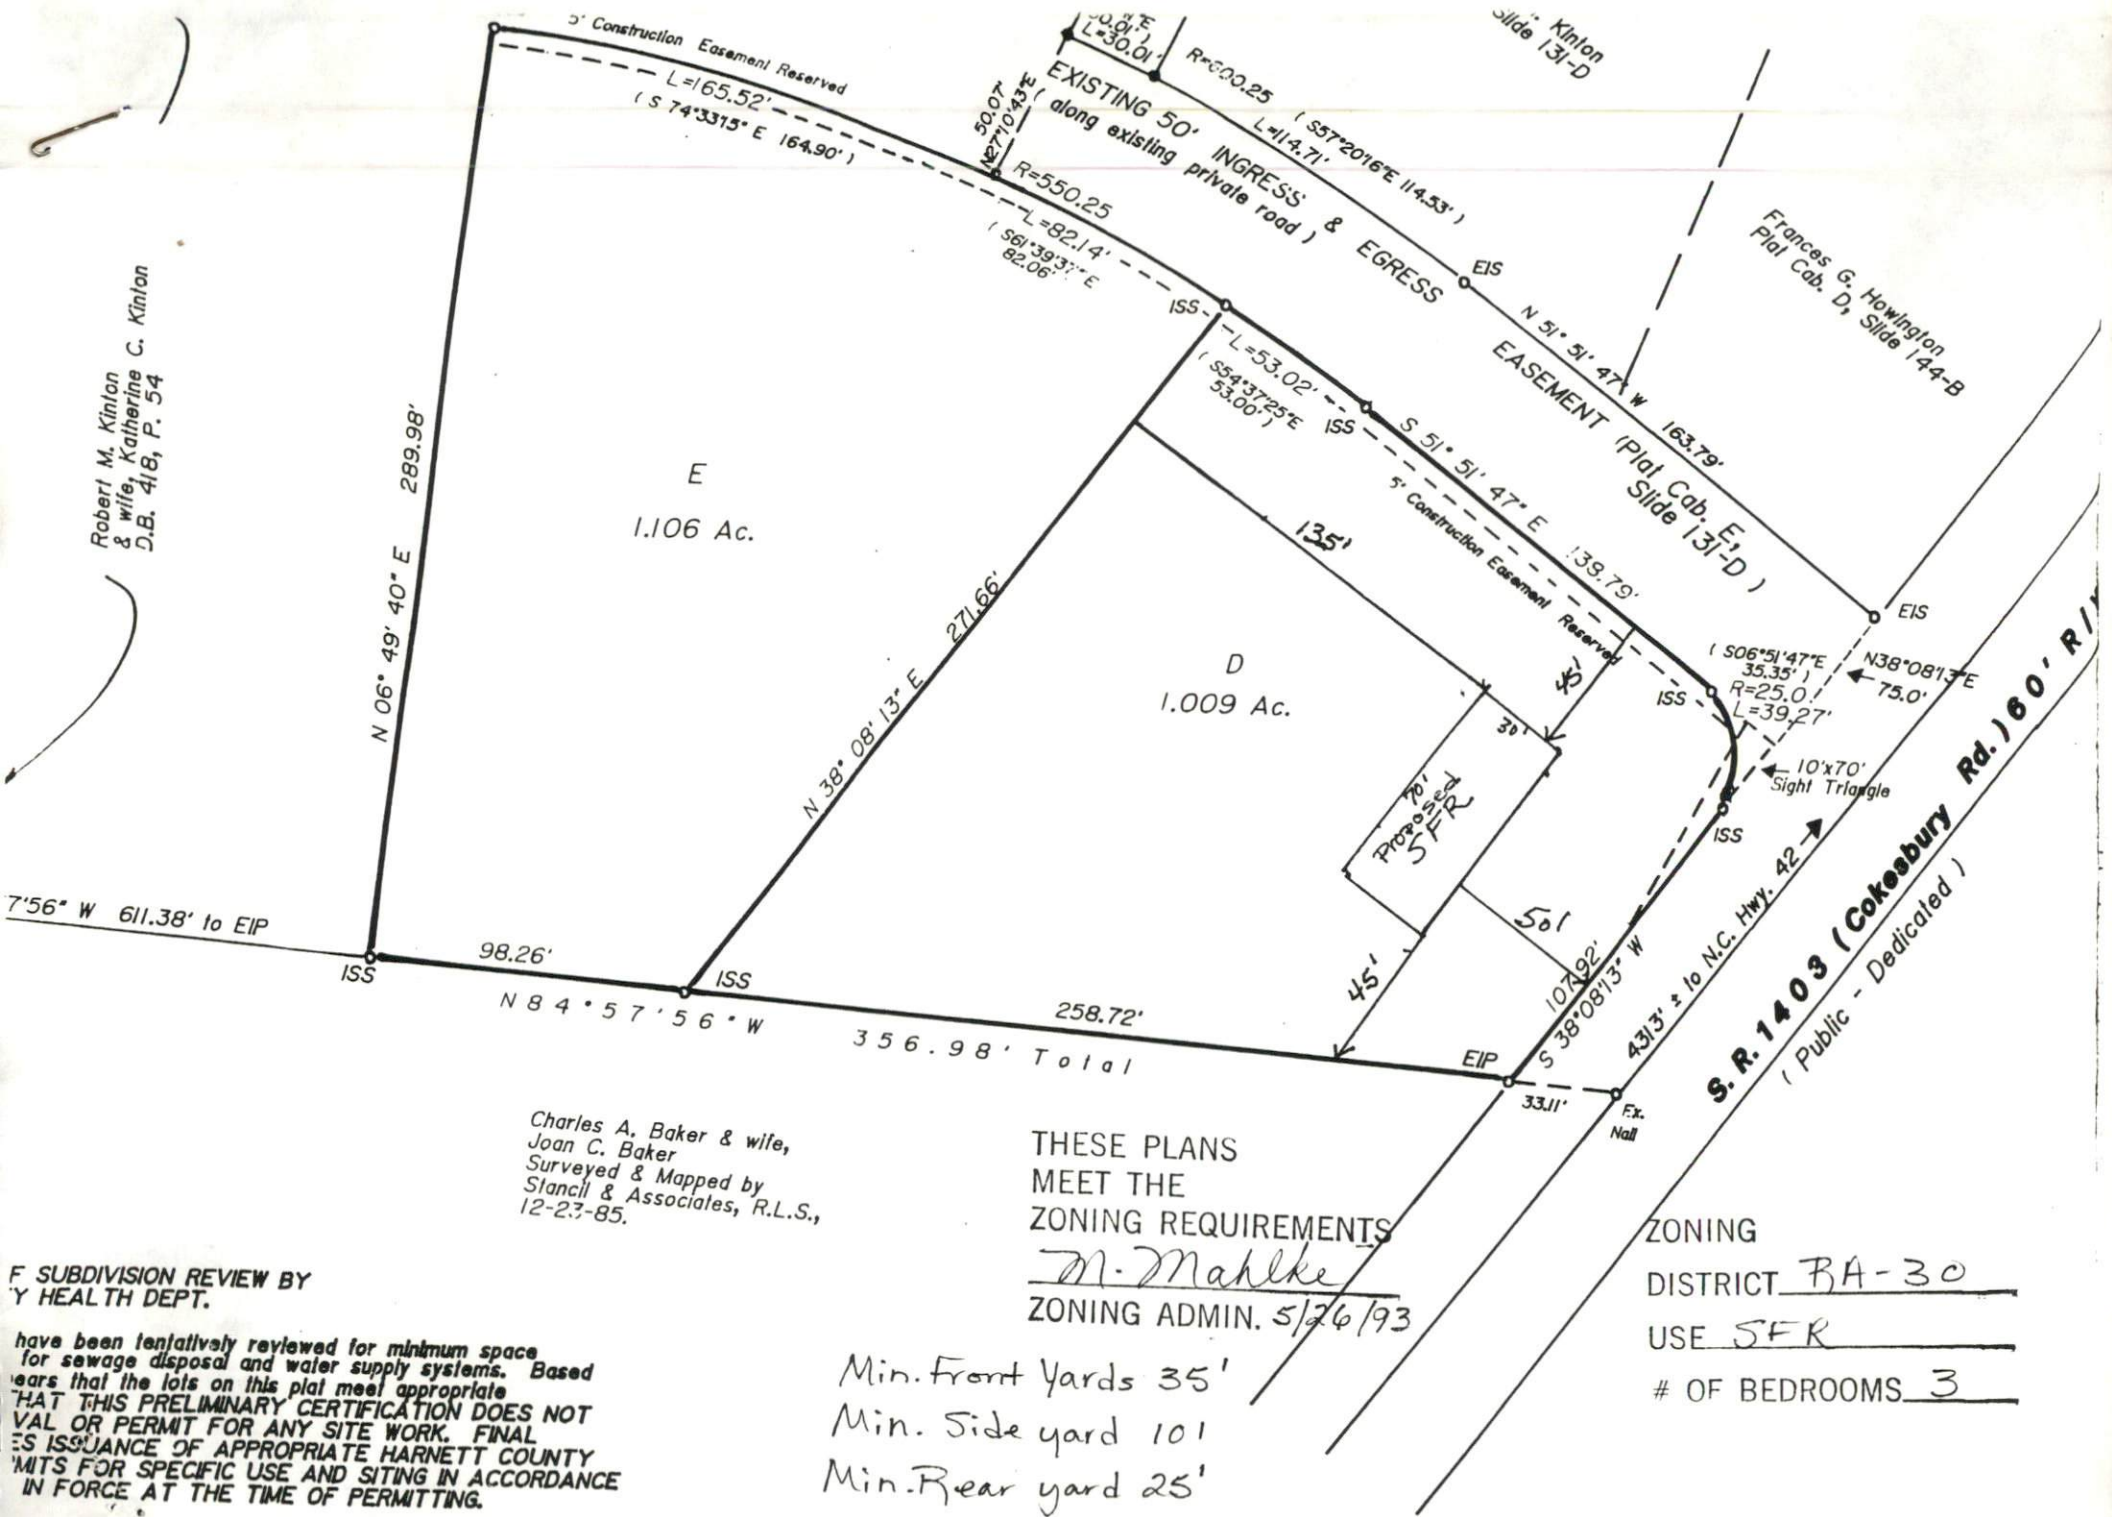 5' Construction Easement Reserved
L=165.52'
( S 74°33'15" E 164.90' )
50.07'
N27°10'43"E
L=30.01'
R=550.25
L=82.14'
( S61°39'37"E
82.06'
EXISTING 50' INGRESS & EGRESS
EASEMENT (Plat Cab. E,
Slide 131-D )
( along existing private road )
L=114.71'
( S57°20'16"E 114.53' )
Kinton
Slide 131-D
Frances G. Howington
Plat Cab. D, Slide 144-B
EIS
N 51° 51' 47" W 163.79'
EIS
ISS
L=53.02'
( S54°37'25"E
53.00' )
ISS
S 51° 51' 47" E 138.79'
5' Construction Easement Reserved
Robert M. Kinton
& wife, Katherine C. Kinton
D.B. 418, P. 54
N 06° 49' 40" E 289.98'
E
1.106 Ac.
N 38° 08' 13" E 271.66'
135'
D
1.009 Ac.
45'
30'
70'
Proposed
SFR
ISS
( S06°51'47"E
35.35' )
R=25.0
L=39.27'
N38°08'13"E
75.0'
10'x70'
Sight Triangle
ISS
50'
45'
107.92'
S 38°08'13" W
4313' ± to N.C. Hwy. 42
S. R. 1403 (Cokesbury Rd.) 60' R/
( Public - Dedicated )
7'56" W 611.38' to EIP
ISS
98.26'
ISS
N 84°57'56" W
258.72'
356.98' Total
EIP
33.11'
Ex.
Nail
Charles A. Baker & wife,
Joan C. Baker
Surveyed & Mapped by
Stancil & Associates, R.L.S.,
12-23-85.
THESE PLANS
MEET THE
ZONING REQUIREMENTS
M. Mahlke
ZONING ADMIN. 5/26/93
ZONING
DISTRICT RA-30
USE SFR
# OF BEDROOMS 3
Min. Front Yards 35'
Min. Side yard 10'
Min. Rear yard 25'
F SUBDIVISION REVIEW BY
Y HEALTH DEPT.
have been tentatively reviewed for minimum space
for sewage disposal and water supply systems. Based
ears that the lots on this plat meet appropriate
HAT THIS PRELIMINARY CERTIFICATION DOES NOT
VAL OR PERMIT FOR ANY SITE WORK. FINAL
ES ISSUANCE OF APPROPRIATE HARNETT COUNTY
MITS FOR SPECIFIC USE AND SITING IN ACCORDANCE
IN FORCE AT THE TIME OF PERMITTING.